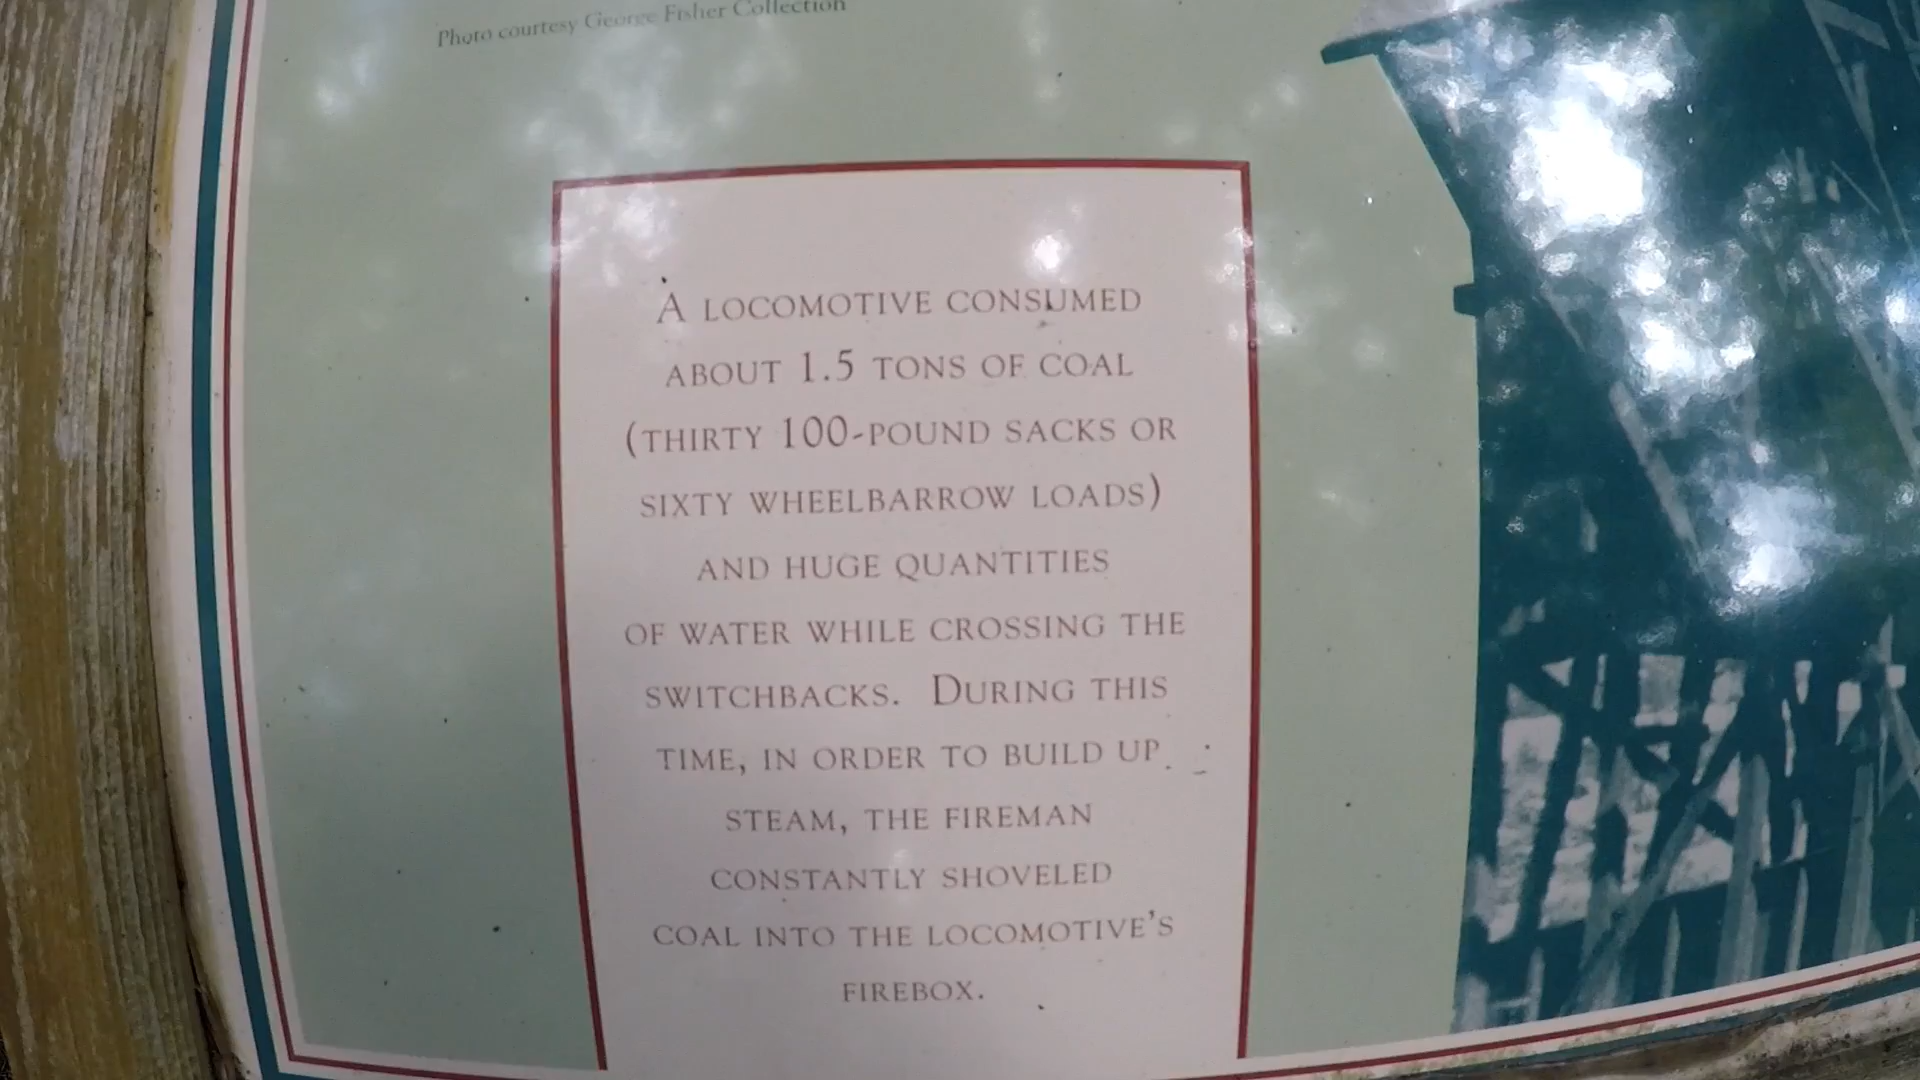 Photo courtesy George Fisher Collection
A LOCOMOTIVE CONSUMED
ABOUT 1.5 TONS OF COAL
(THIRTY 100-POUND SACKS OR
SIXTY WHEELBARROW LOADS)
AND HUGE QUANTITIES
OF WATER WHILE CROSSING THE
SWITCHBACKS. DURING THIS
TIME, IN ORDER TO BUILD UP
STEAM, THE FIREMAN
CONSTANTLY SHOVELED
COAL INTO THE LOCOMOTIVE'S
FIREBOX.